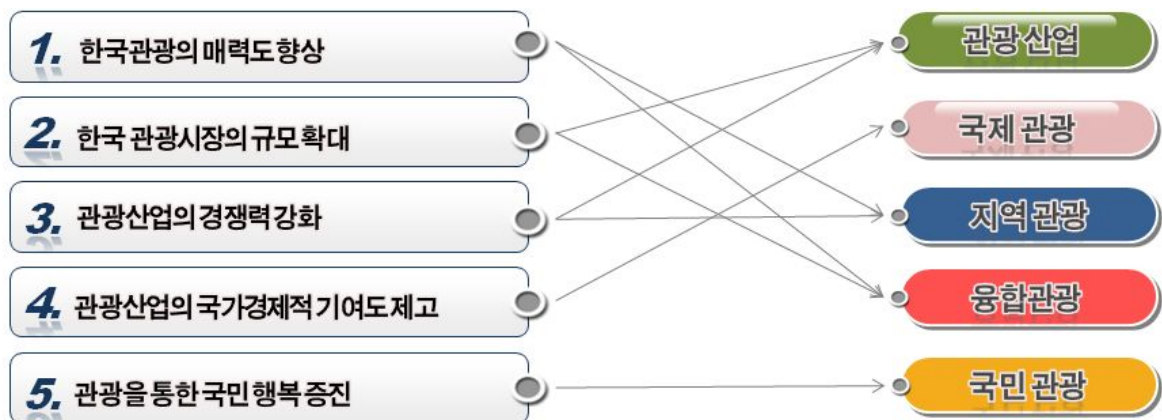 1. 한국관광의 매력도 향상
관광 산업
2. 한국 관광시장의 규모 확대
국제 관광
3. 관광산업의 경쟁력 강화
지역 관광
4. 관광산업의 국가경제적 기여도 제고
융합관광
5. 관광을 통한 국민 행복 증진
국민 관광